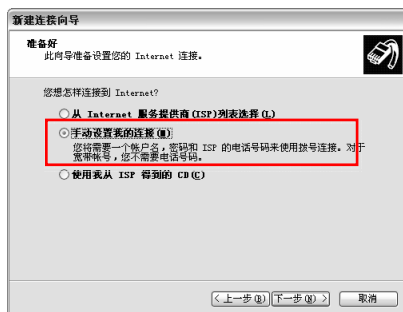 新建连接向导
准备好
此向导准备设置您的 Internet 连接。
您想怎样连接到 Internet?
从 Internet 服务提供商(ISP)列表选择(L)
手动设置我的连接(M)
您将需要一个帐户名，密码和 ISP 的电话号码来使用拨号连接。对于
宽带帐号，您不需要电话号码。
使用我从 ISP 得到的 CD(C)
< 上一步(B) 下一步(N) > 取消